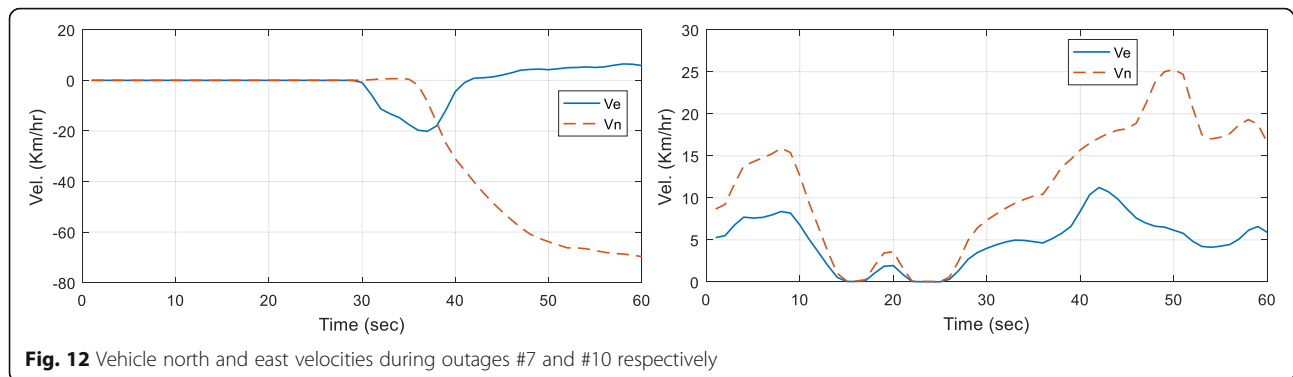 20
0
-20
-40
-60
-80
Vel. (Km/hr)
Ve
Vn
0 10 20 30 40 50 60
Time (sec)
30
25
20
15
10
5
0
Vel. (Km/hr)
Ve
Vn
0 10 20 30 40 50 60
Time (sec)
Fig. 12 Vehicle north and east velocities during outages #7 and #10 respectively